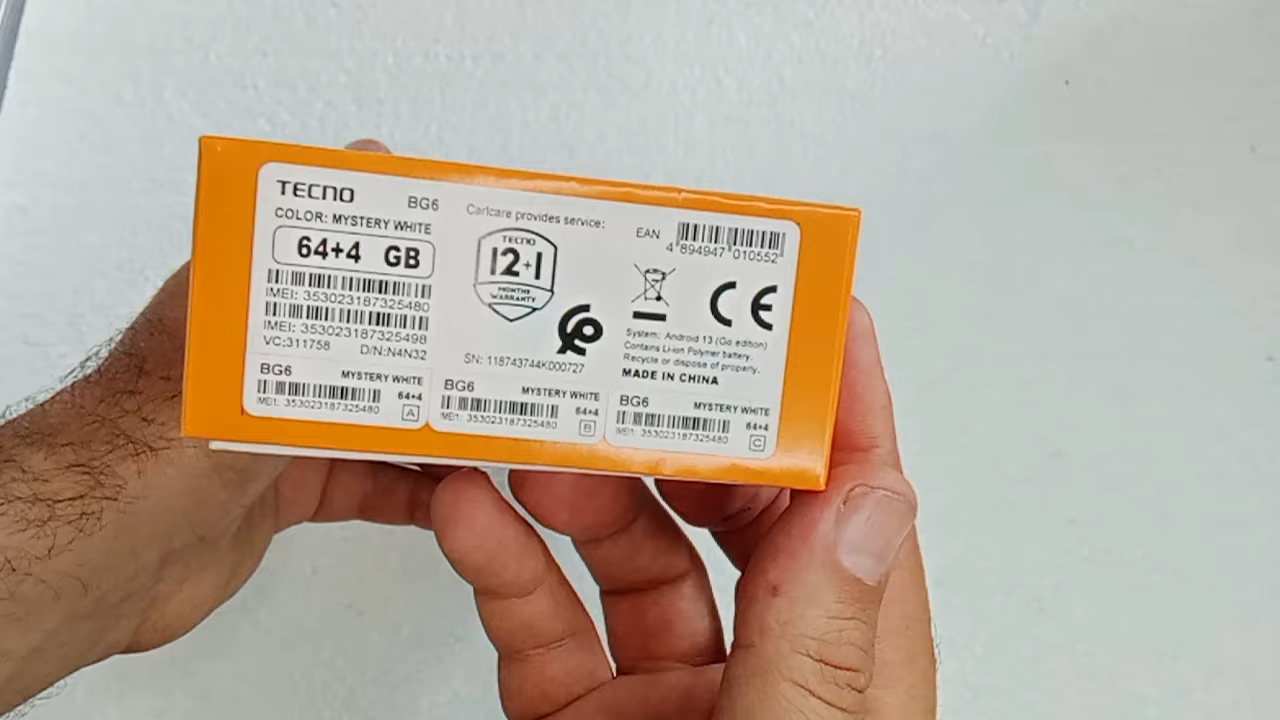 TECNO BG6
COLOR: MYSTERY WHITE
64+4 GB
IMEI: 353023187325480
IMEI: 353023187325498
VC:311758 D/N:N4N32
Carlcare provides service:
TECNO
12+1
MONTHS
WARRANTY
SN: 118743744K000727
EAN
4 894947 010552
CE
System: Android 13 (Go edition)
Contains Li-ion Polymer battery.
Recycle or dispose of properly.
MADE IN CHINA
BG6 MYSTERY WHITE
64+4
IMEI1: 353023187325480 A
BG6 MYSTERY WHITE
64+4
IMEI1: 353023187325480 B
BG6 MYSTERY WHITE
64+4
IMEI1: 353023187325480 C